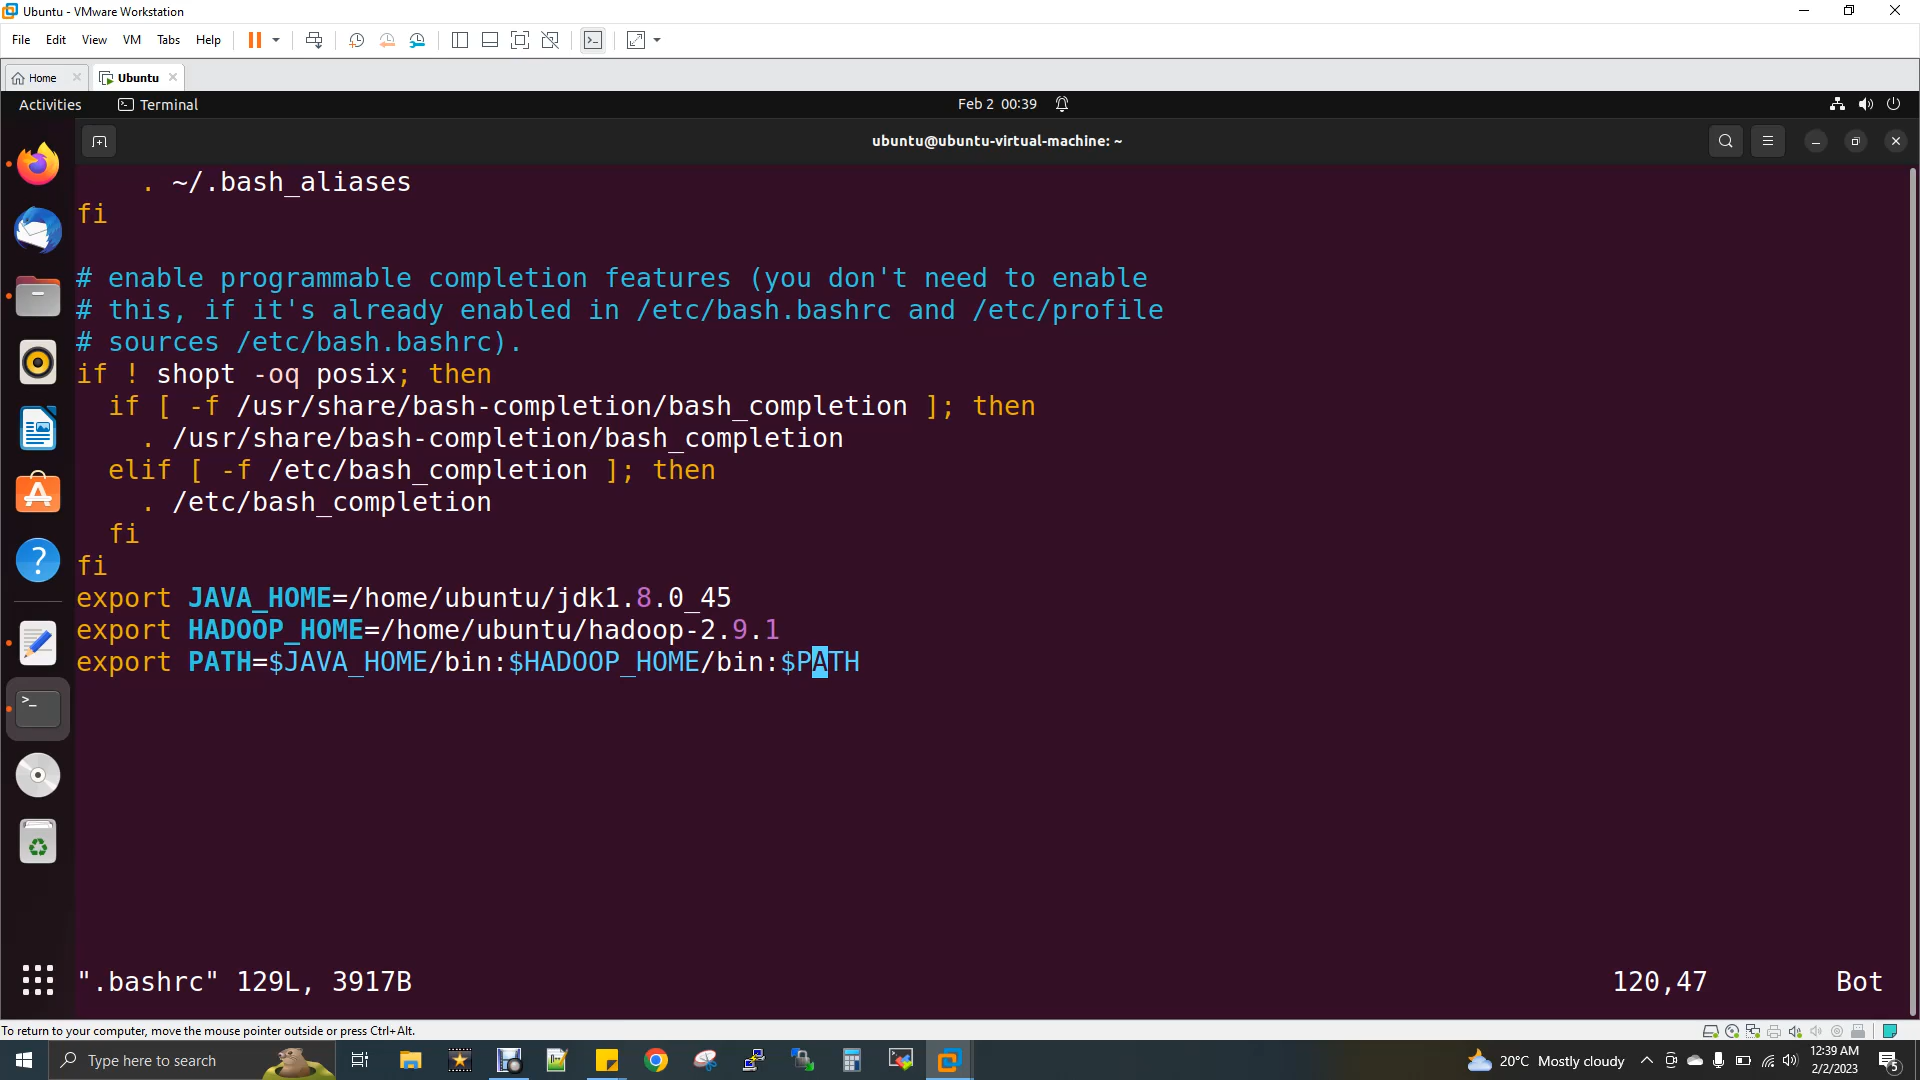 Ubuntu - VMware Workstation
File Edit View VM Tabs Help
Home Ubuntu
Activities Terminal Feb 2 00:39
ubuntu@ubuntu-virtual-machine: ~
. ~/.bash_aliases
fi
# enable programmable completion features (you don't need to enable
# this, if it's already enabled in /etc/bash.bashrc and /etc/profile
# sources /etc/bash.bashrc).
if ! shopt -oq posix; then
if [ -f /usr/share/bash-completion/bash_completion ]; then
. /usr/share/bash-completion/bash_completion
elif [ -f /etc/bash_completion ]; then
. /etc/bash_completion
fi
fi
export JAVA_HOME=/home/ubuntu/jdk1.8.0_45
export HADOOP_HOME=/home/ubuntu/hadoop-2.9.1
export PATH=$JAVA_HOME/bin:$HADOOP_HOME/bin:$PATH
".bashrc" 129L, 3917B 120,47 Bot
To return to your computer, move the mouse pointer outside or press Ctrl+Alt.
Type here to search 20°C Mostly cloudy 12:39 AM
2/2/2023
5